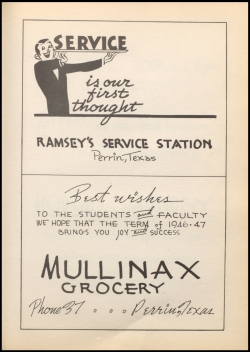 SERVICE
is our
first
thought
RAMSEY'S SERVICE STATION
Perrin, Texas
Best wishes
TO THE STUDENTS and FACULTY
WE HOPE THAT THE TERM of 1946-47
BRINGS YOU JOY and SUCCESS
MULLINAX
GROCERY
Phone 37 . . . Perrin, Texas